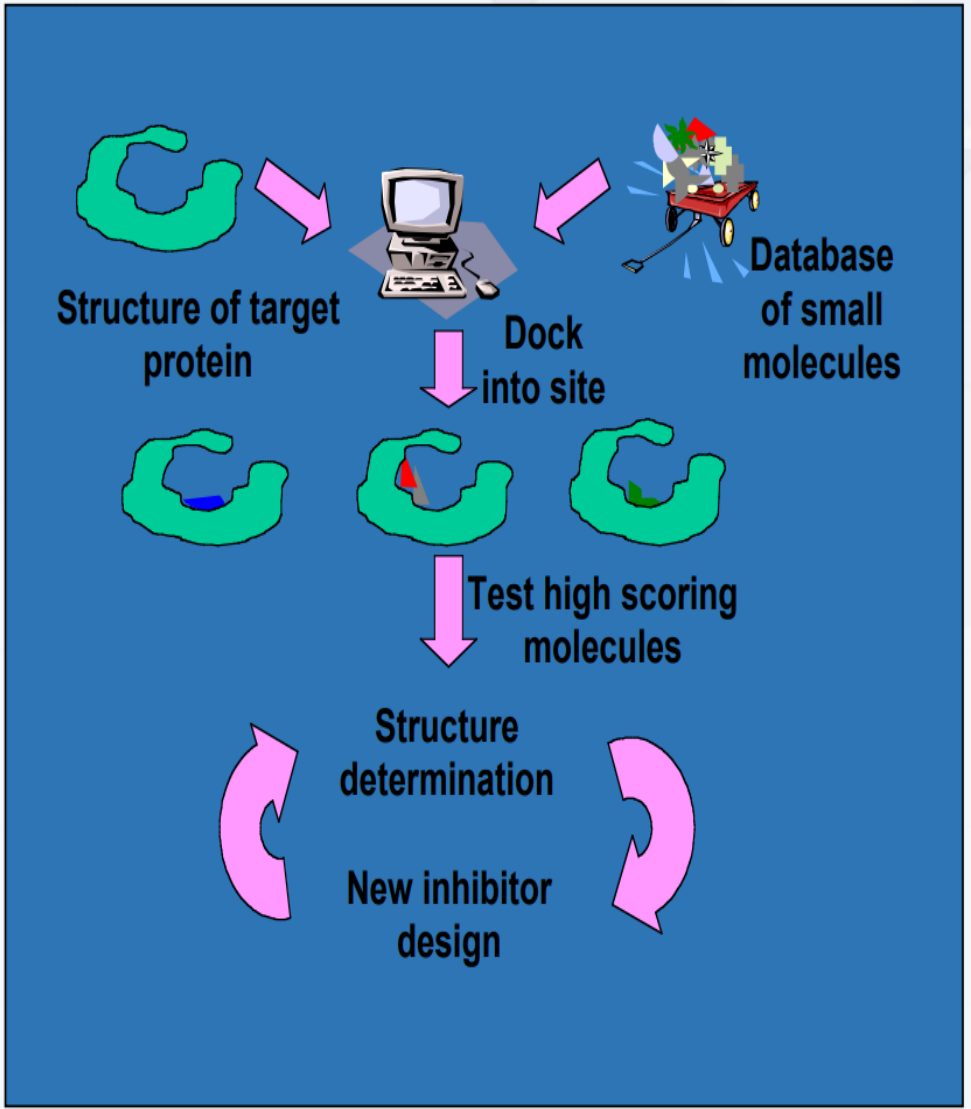 Structure of target
protein
Database
of small
molecules
Dock
into site
Test high scoring
molecules
Structure
determination
New inhibitor
design